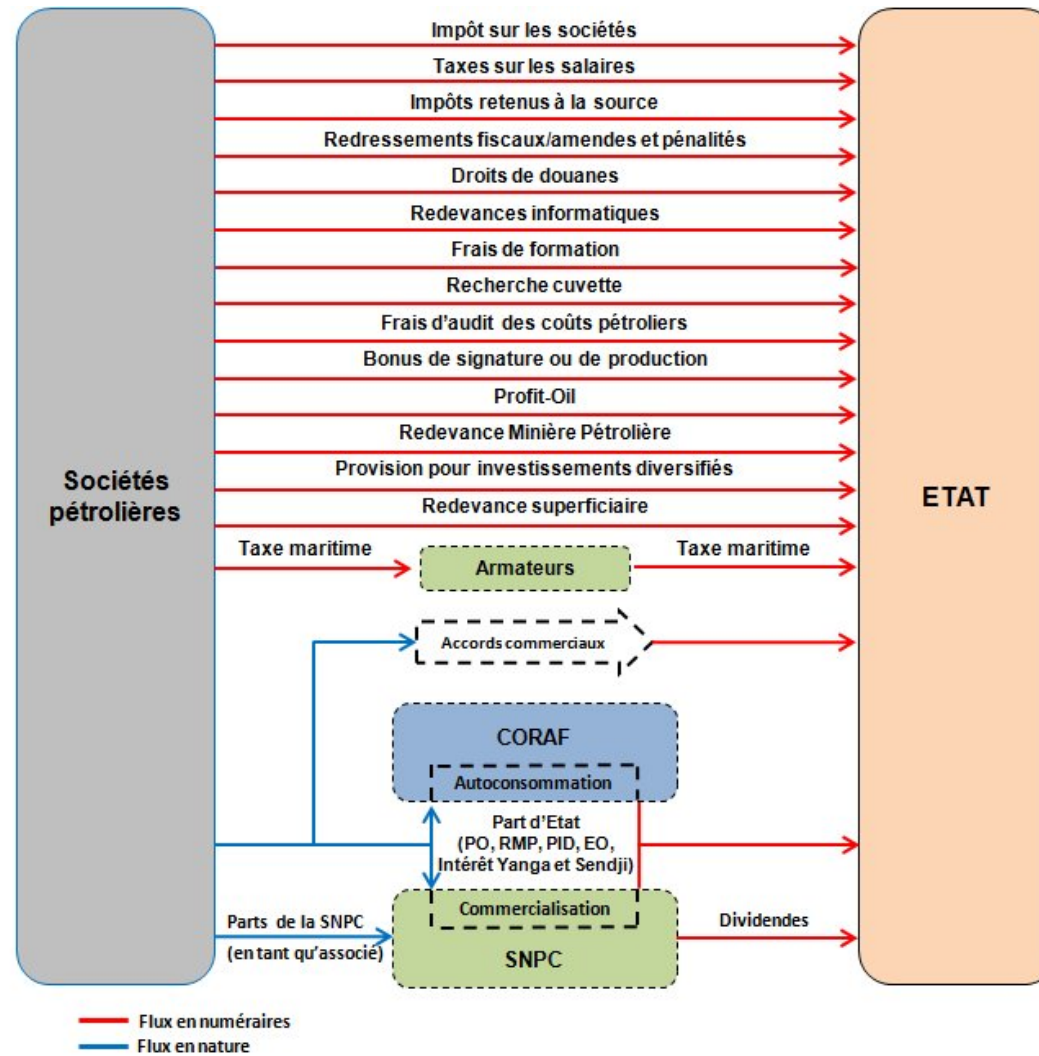 Impôt sur les sociétés
Taxes sur les salaires
Impôts retenus à la source
Redressements fiscaux/amendes et pénalités
Droits de douanes
Redevances informatiques
Frais de formation
Recherche cuvette
Frais d'audit des coûts pétroliers
Bonus de signature ou de production
Profit-Oil
Redevance Minière Pétrolière
Provision pour investissements diversifiés
Redevance superficiaire
Sociétés
pétrolières
ETAT
Taxe maritime
Armateurs
Taxe maritime
Accords commerciaux
CORAF
Autoconsommation
Part d'Etat
(PO, RMP, PID, EO,
Intérêt Yanga et Sendji)
Commercialisation
SNPC
Parts de la SNPC
(en tant qu'associé)
Dividendes
Flux en numéraires
Flux en nature